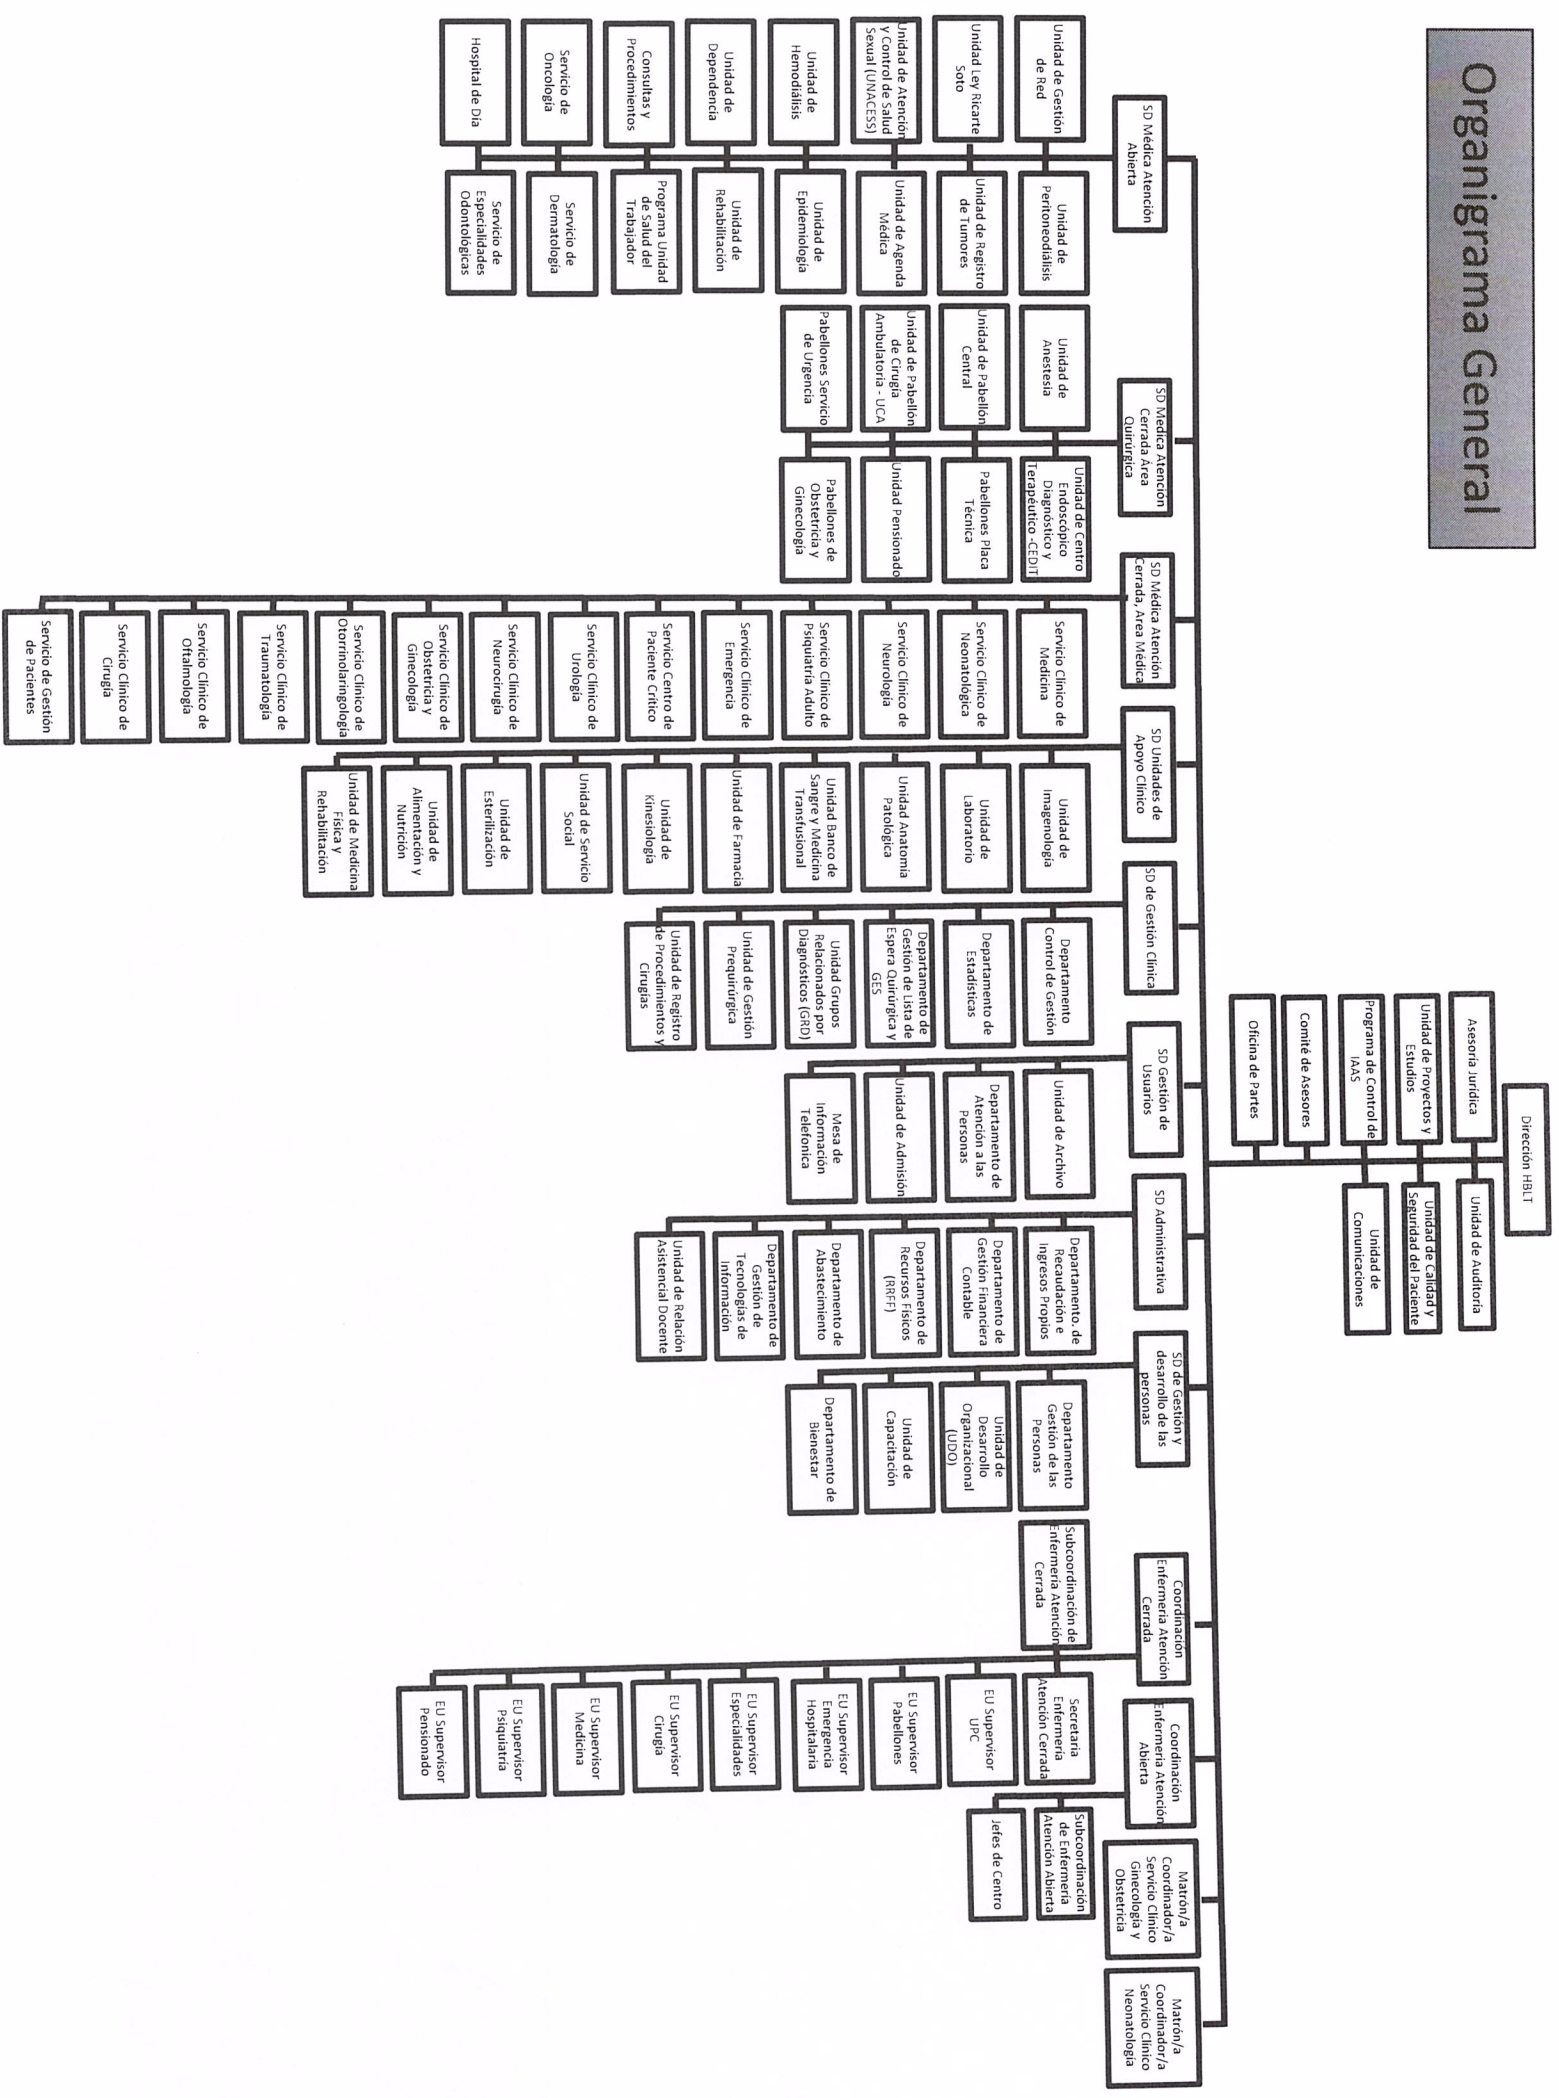 Organigrama General
Dirección HBLT
Asesoría Jurídica
Unidad de Auditoría
Unidad de Proyectos y
Estudios
Unidad de Calidad y
Seguridad del Paciente
Programa de Control de
IAAS
Unidad de
Comunicaciones
Comité de Asesores
Oficina de Partes
SD Médica Atención
Abierta
Unidad de Gestión
de Red
Unidad de
Peritoneodiálisis
Unidad Ley Ricarte
Soto
Unidad de Registro
de Tumores
Unidad de Atención
y Control de Salud
Sexual (UNACESS)
Unidad de Agenda
Médica
Unidad de
Hemodiálisis
Unidad de
Epidemiología
Unidad de
Dependencia
Unidad de
Rehabilitación
Consultas y
Procedimientos
Programa Unidad
de Salud del
Trabajador
Servicio de
Oncología
Servicio de
Dermatología
Hospital de Día
Servicio de
Especialidades
Odontológicas
SD Medica Atención
Cerrada Área
Quirúrgica
Unidad de
Anestesia
Unidad de Centro
Endoscópico
Diagnóstico y
Terapéutico -CEDIT
Unidad de Pabellón
Central
Pabellones Placa
Técnica
Unidad de Pabellón
de Cirugía
Ambulatoria - UCA
Unidad Pensionado
Pabellones Servicio
de Urgencia
Pabellones de
Obstetricia y
Ginecología
SD Médica Atención
Cerrada, Area Médica
Servicio Clínico de
Medicina
Servicio Clínico de
Neonatológica
Servicio Clínico de
Neurología
Servicio Clínico de
Psiquiatría Adulto
Servicio Clínico de
Emergencia
Servicio Centro de
Paciente Crítico
Servicio Clínico de
Urología
Servicio Clínico de
Neurocirugía
Servicio Clínico de
Obstetricia y
Ginecología
Servicio Clínico de
Otorrinolaringología
Servicio Clínico de
Traumatología
Servicio Clínico de
Oftalmología
Servicio Clínico de
Cirugía
Servicio de Gestión
de Pacientes
SD Unidades de
Apoyo Clínico
Unidad de
Imagenología
Unidad de
Laboratorio
Unidad Anatomía
Patológica
Unidad Banco de
Sangre y Medicina
Transfusional
Unidad de Farmacia
Unidad de
Kinesiología
Unidad de Servicio
Social
Unidad de
Esterilización
Unidad de
Alimentación y
Nutrición
Unidad de Medicina
Física y
Rehabilitación
SD de Gestión Clínica
Departamento
Control de Gestión
Departamento de
Estadísticas
Departamento de
Gestión de Lista de
Espera Quirúrgica y
GES
Unidad Grupos
Relacionados por
Diagnósticos (GRD)
Unidad de Gestión
Prequirúrgica
Unidad de Registro
de Procedimientos y
Cirugías
SD Gestión de
Usuarios
Unidad de Archivo
Departamento de
Atención a las
Personas
Unidad de Admisión
Mesa de
Información
Telefonica
SD Administrativa
Departamento. de
Recaudación e
Ingresos Propios
Departamento de
Gestión Financiera
Contable
Departamento de
Recursos Físicos
(RRFF)
Departamento de
Abastecimiento
Departamento de
Gestión de
Tecnologías de
Información
Unidad de Relación
Asistencial Docente
SD de Gestión y
desarrollo de las
personas
Departamento
Gestión de las
Personas
Unidad de
Desarrollo
Organizacional
(UDO)
Unidad de
Capacitación
Departamento de
Bienestar
Coordinación
Enfermería Atención
Cerrada
Subcoordinación de
Enfermería Atención
Cerrada
Secretaria
Enfermería
Atención Cerrada
EU Supervisor
UPC
EU Supervisor
Pabellones
EU Supervisor
Emergencia
Hospitalaria
EU Supervisor
Especialidades
EU Supervisor
Cirugía
EU Supervisor
Medicina
EU Supervisor
Psiquiatría
EU Supervisor
Pensionado
Coordinación
Enfermería Atención
Abierta
Subcoordinación
de Enfermería
Atención Abierta
Jefes de Centro
Matrón/a
Coordinador/a
Servicio Clínico
Ginecología y
Obstetricia
Matrón/a
Coordinador/a
Servicio Clínico
Neonatología